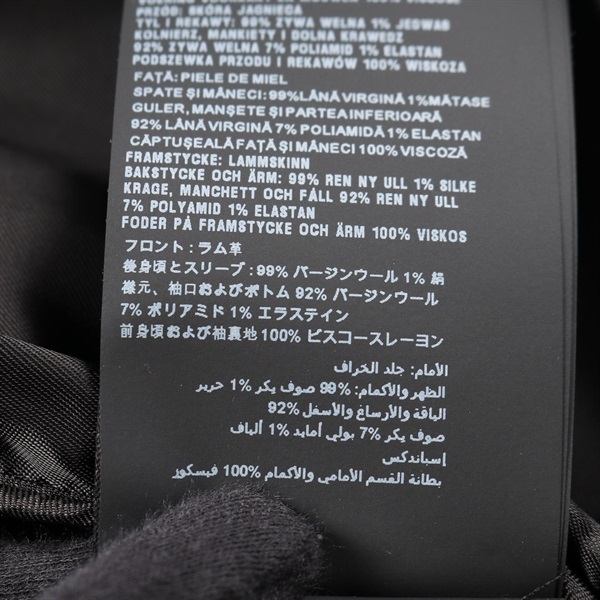 PRZÓD: SKÓRA JAGNIĘCA
TYŁ I RĘKAWY: 99% ŻYWA WEŁNA 1% JEDWAB
KOŁNIERZ, MANKIETY I DOLNA KRAWĘDŹ
92% ŻYWA WEŁNA 7% POLIAMID 1% ELASTAN
PODSZEWKA PRZODU I RĘKAWÓW 100% WISKOZA
FAŢĂ: PIELE DE MIEL
SPATE ŞI MÂNECI: 99% LÂNĂ VIRGINĂ 1% MĂTASE
GULER, MANŞETE ŞI PARTEA INFERIOARĂ
92% LÂNĂ VIRGINĂ 7% POLIAMIDĂ 1% ELASTAN
CĂPTUŞEALĂ FAŢĂ ŞI MÂNECI 100% VISCOZĂ
FRAMSTYCKE: LAMMSKINN
BAKSTYCKE OCH ÄRM: 99% REN NY ULL 1% SILKE
KRAGE, MANCHETT OCH FÅLL 92% REN NY ULL
7% POLYAMID 1% ELASTAN
FODER PÅ FRAMSTYCKE OCH ÄRM 100% VISKOS
フロント : ラム革
後身頃とスリーブ : 99% バージンウール 1% 絹
襟元、袖口およびボトム 92% バージンウール
7% ポリアミド 1% エラステイン
前身頃および袖裏地 100% ビスコースレーヨン
الأمام: جلد الخراف
الظهر والأكمام: 99% صوف بكر 1% حرير
الياقة والأرساغ والأسفل 92%
صوف بكر 7% بولي أمايد 1% ألياف
إسباندكس
بطانة القسم الأمامي والأكمام 100% فيسكوز